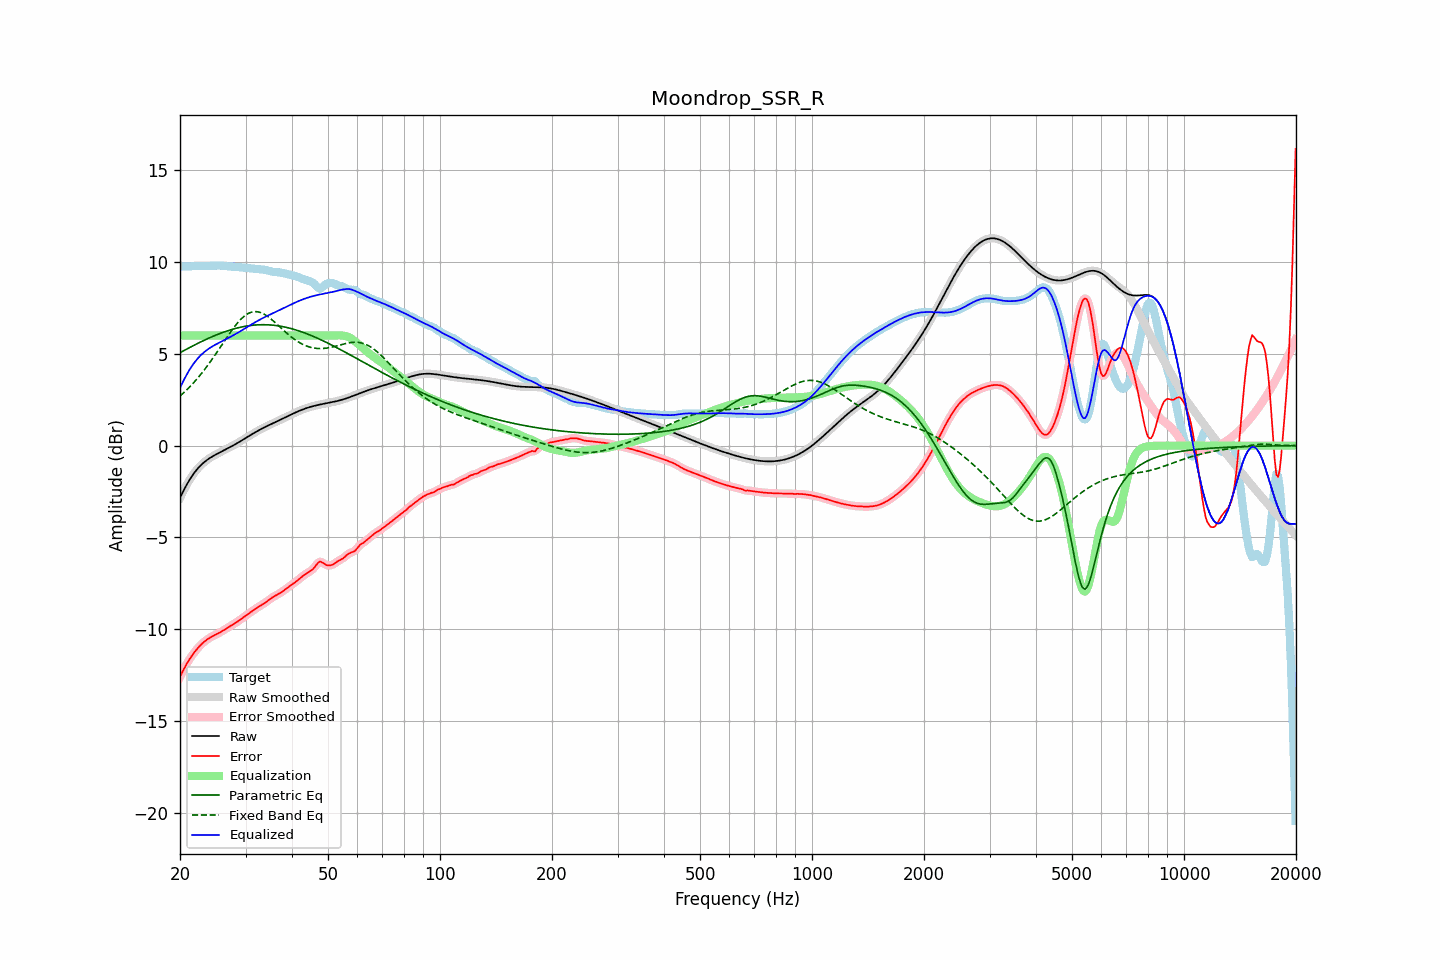 Moondrop_SSR_R
Amplitude (dBr)
15
10
5
0
−5
−10
−15
−20
Target
Raw Smoothed
Error Smoothed
Raw
Error
Equalization
Parametric Eq
Fixed Band Eq
Equalized
20 50 100 200 500 1000 2000 5000 10000 20000
Frequency (Hz)